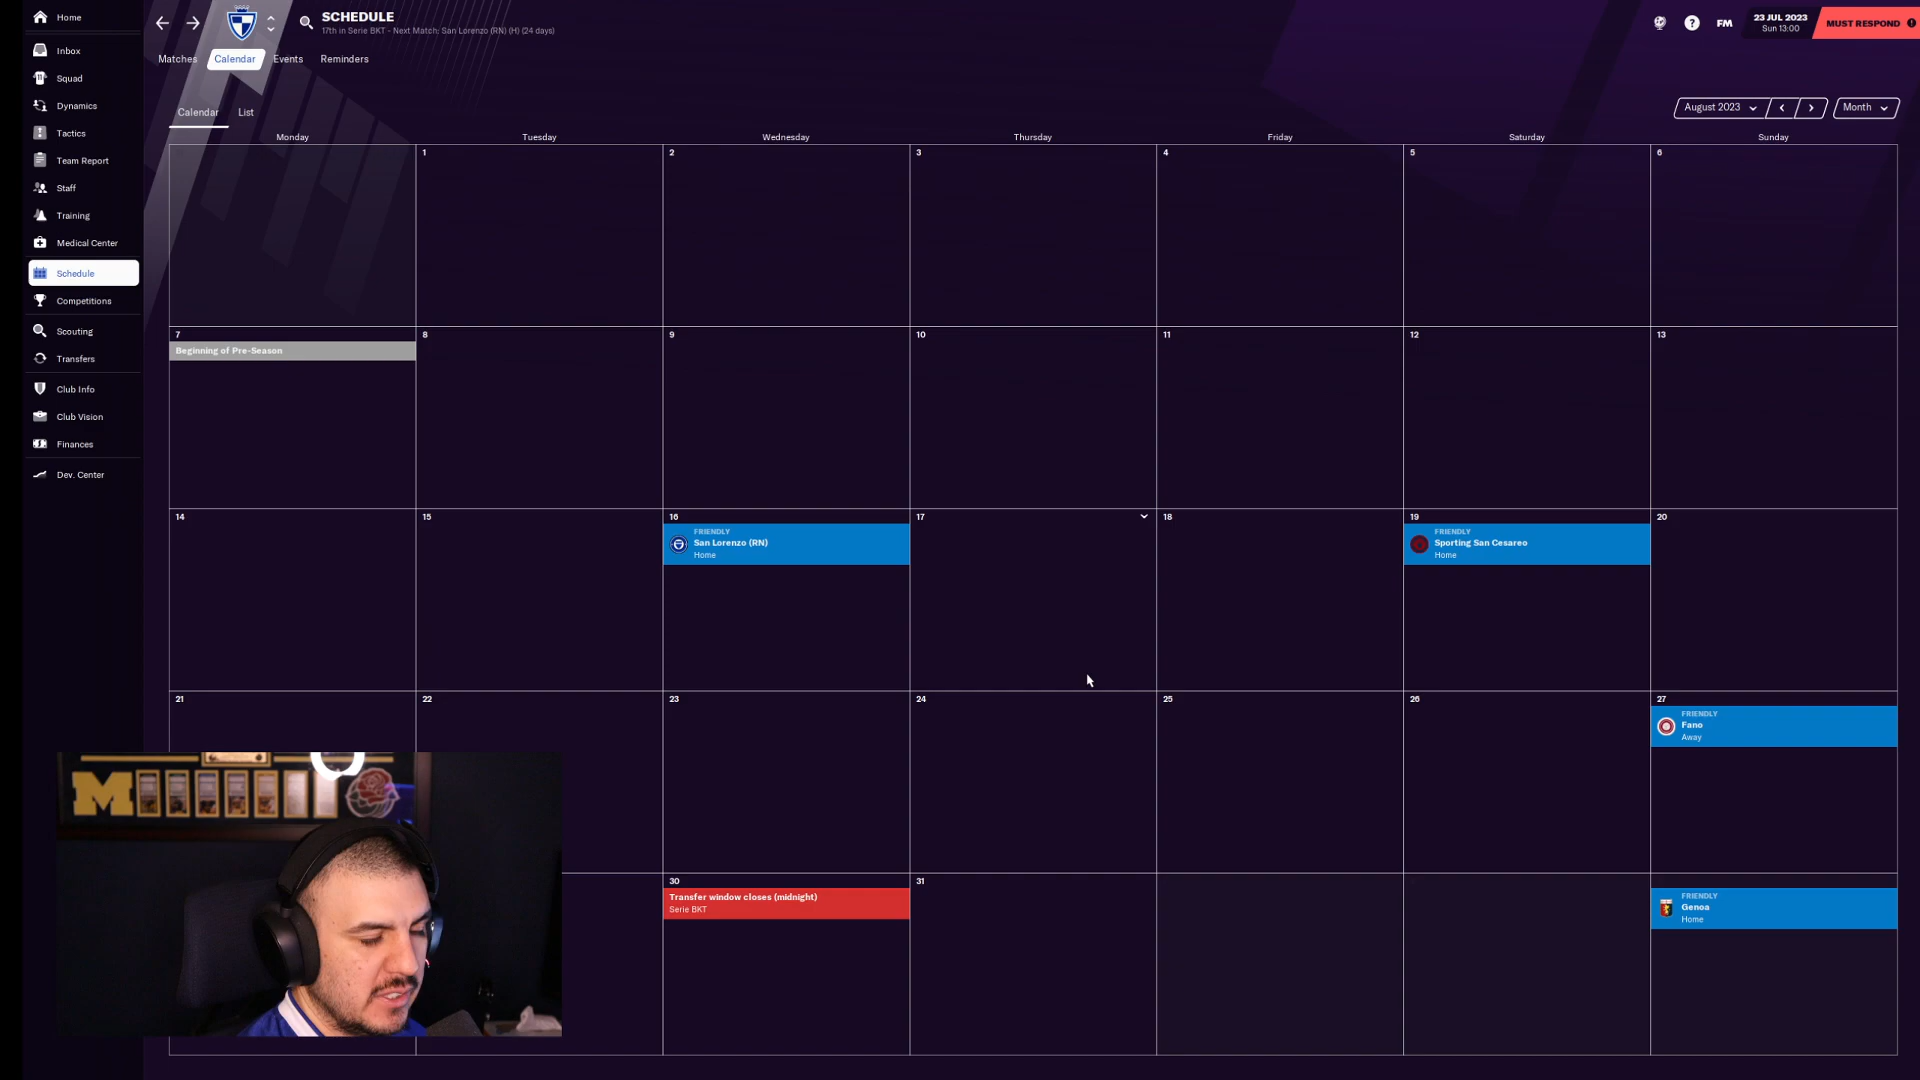 Home
Inbox
Squad
Dynamics
Tactics
Team Report
Staff
Training
Medical Center
Schedule
Competitions
Scouting
Transfers
Club Info
Club Vision
Finances
Dev. Center
SCHEDULE
17th in Serie BKT - Next Match: San Lorenzo (RN) (H) (24 days)
FM
23 JUL 2023
Sun 13:00
MUST RESPOND
Matches
Calendar
Events
Reminders
Calendar
List
August 2023
Month
Monday
Tuesday
Wednesday
Thursday
Friday
Saturday
Sunday
1
2
3
4
5
6
7
Beginning of Pre-Season
8
9
10
11
12
13
14
15
16
FRIENDLY
San Lorenzo (RN)
Home
17
18
19
FRIENDLY
Sporting San Cesareo
Home
20
21
22
23
24
25
26
27
FRIENDLY
Fano
Away
30
Transfer window closes (midnight)
Serie BKT
31
FRIENDLY
Genoa
Home
M